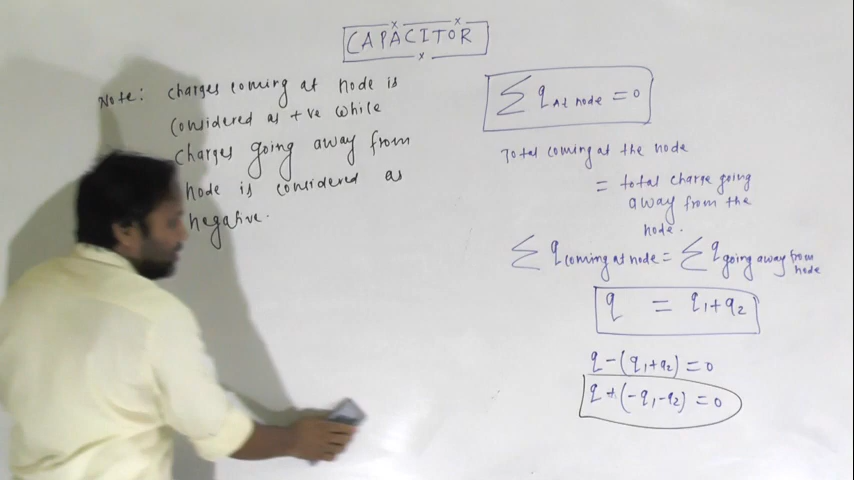 CAPACITOR
Note: Charges coming at node is
considered as +ve while
charges going away from
node is considered as
negative.
∑ q At node = 0
Total coming at the node
= total charge going
away from the
node.
∑ q coming at node = ∑ q going away from node
q = q1+q2
q-(q1+q2)=0
q+(-q1-q2)=0